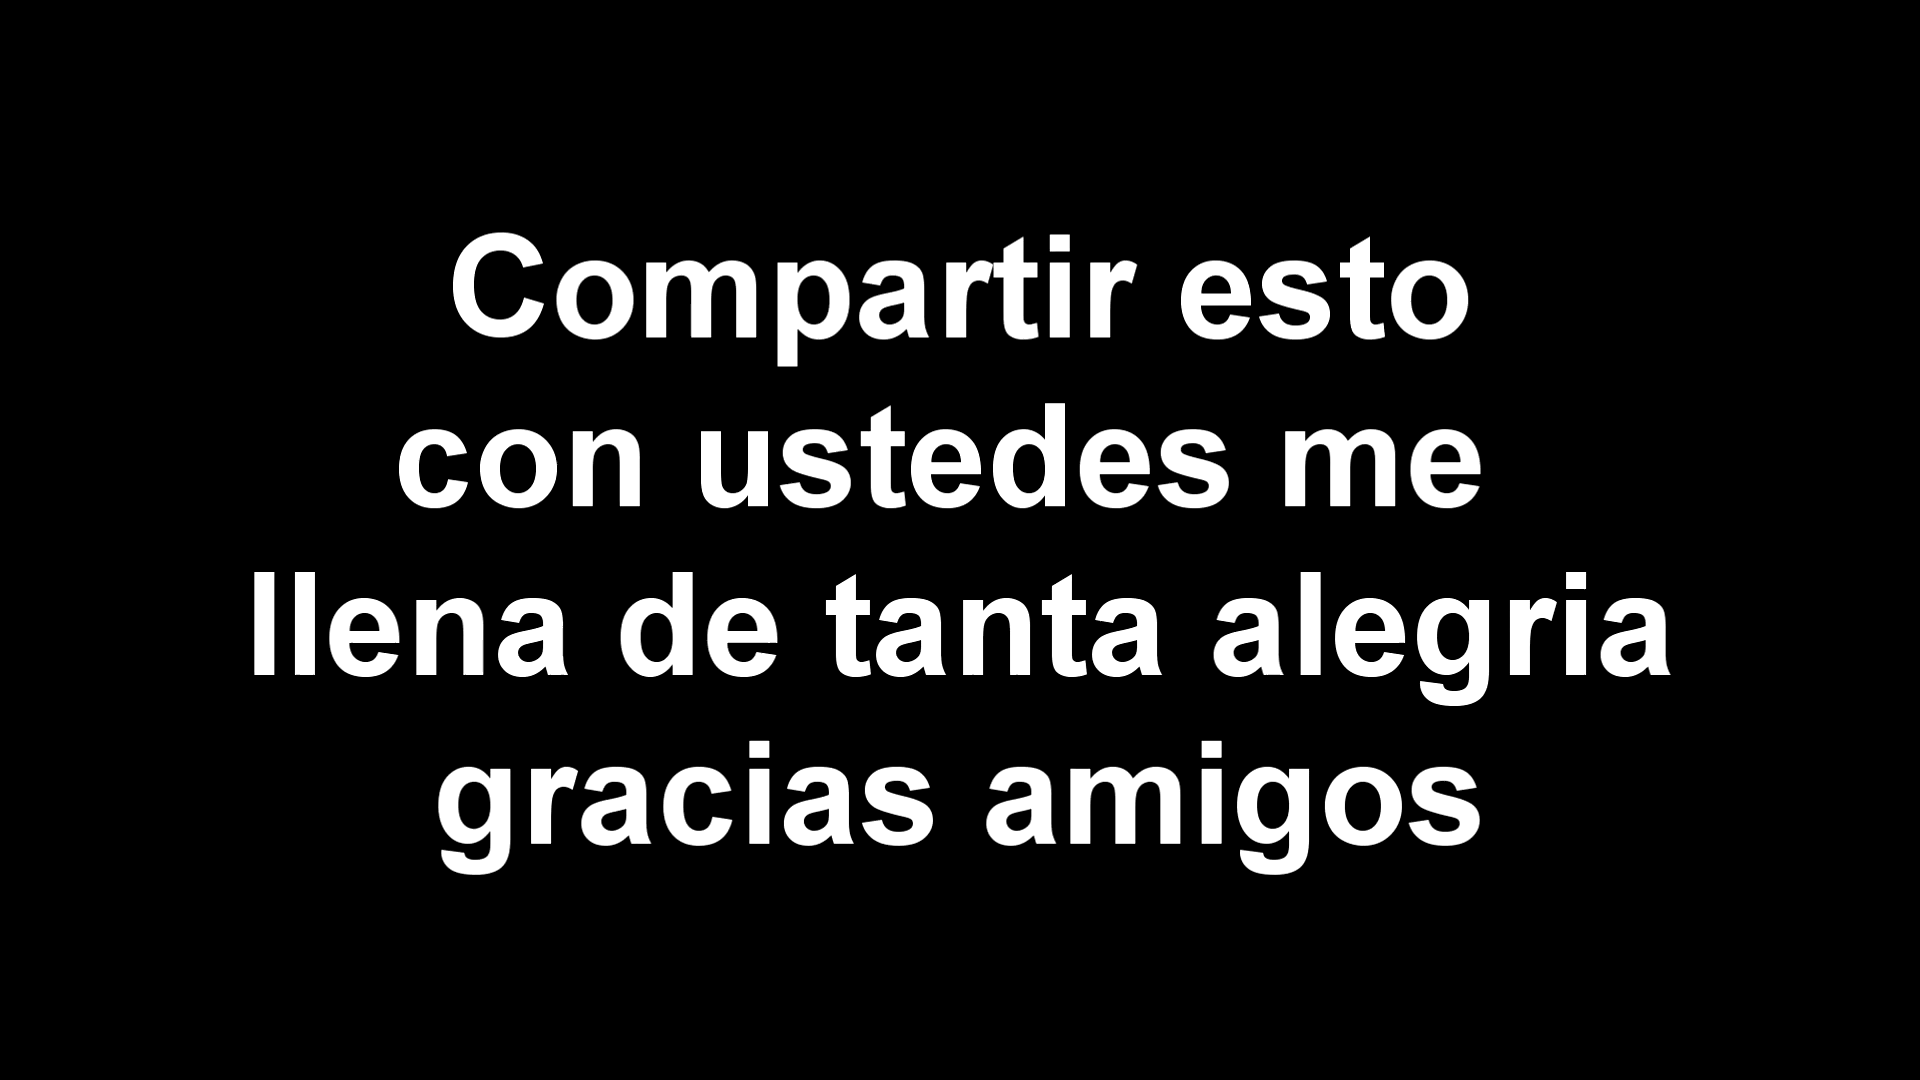 Compartir esto
con ustedes me
llena de tanta alegria
gracias amigos